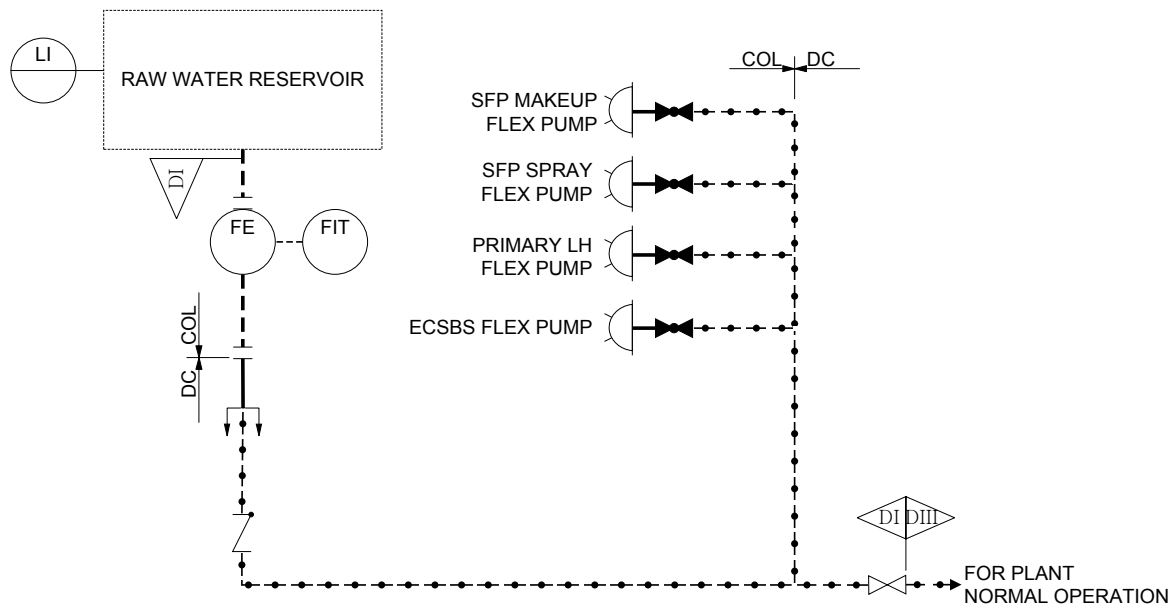 LI
RAW WATER RESERVOIR
DI
FE
FIT
COL
DC
COL
DC
SFP MAKEUP
FLEX PUMP
SFP SPRAY
FLEX PUMP
PRIMARY LH
FLEX PUMP
ECSBS FLEX PUMP
DI
DIII
FOR PLANT
NORMAL OPERATION